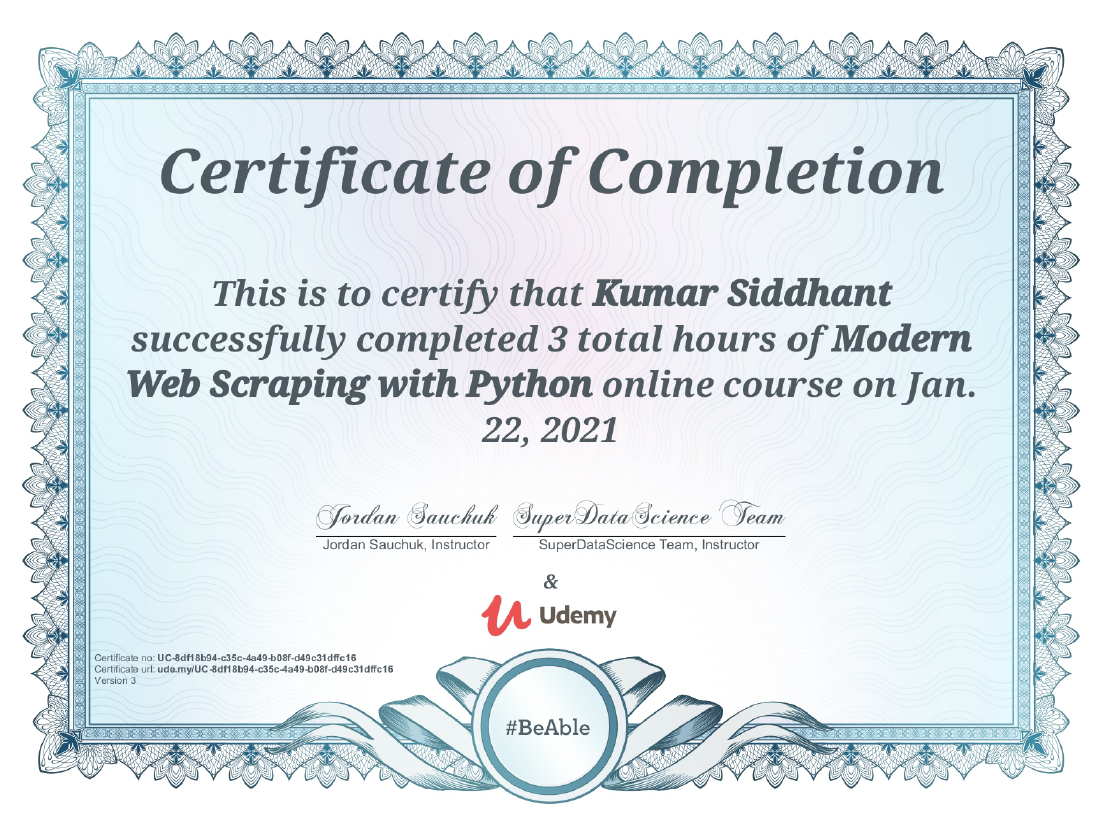 Certificate of Completion
This is to certify that Kumar Siddhant
successfully completed 3 total hours of Modern
Web Scraping with Python online course on Jan.
22, 2021
Jordan Sauchuk SuperDataScience Team
Jordan Sauchuk, Instructor SuperDataScience Team, Instructor
&
Udemy
Certificate no: UC-8df18b94-c35c-4a49-b08f-d49c31dffc16
Certificate url: ude.my/UC-8df18b94-c35c-4a49-b08f-d49c31dffc16
Version 3
#BeAble